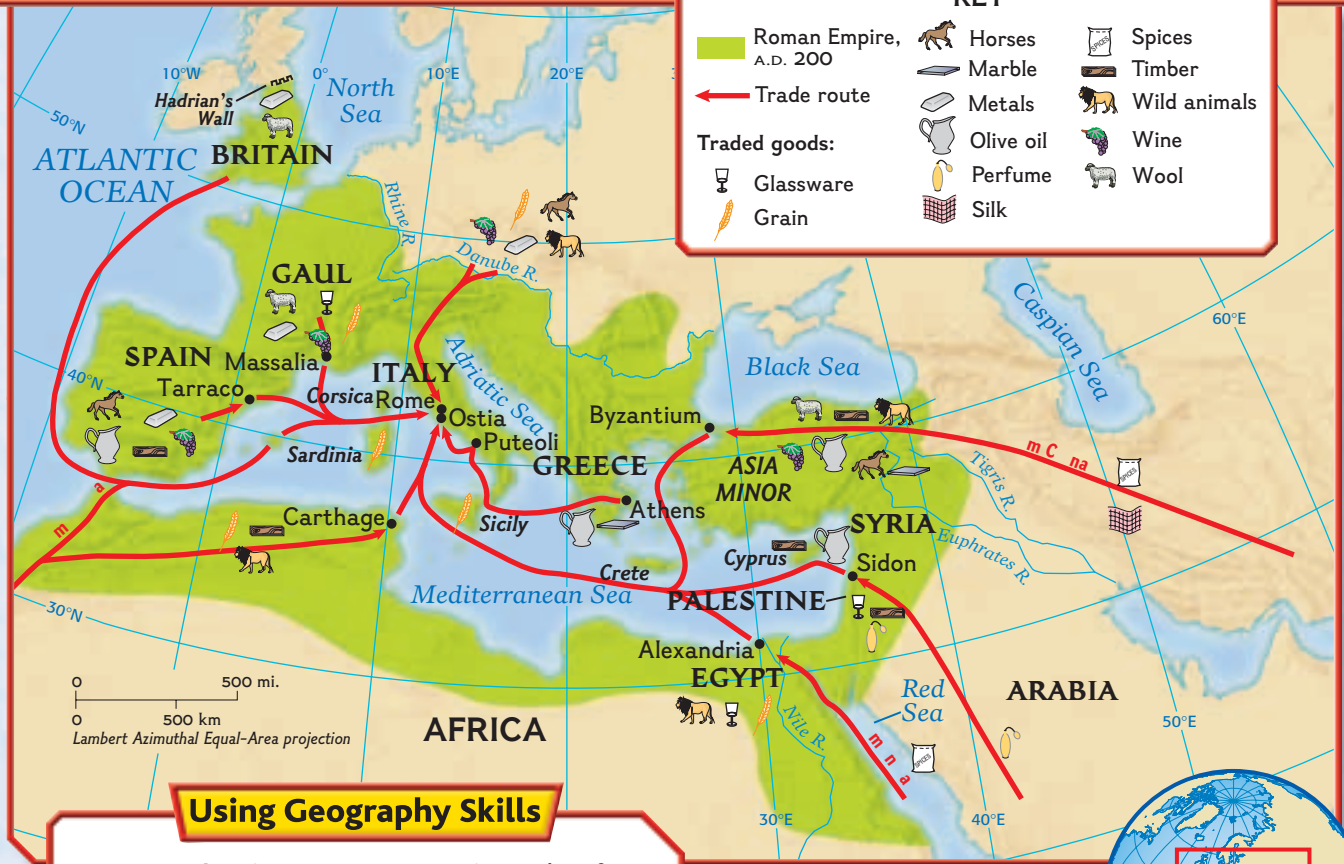 KEY
Roman Empire,
A.D. 200
Trade route
Traded goods:
Glassware
Grain
Horses
Marble
Metals
Olive oil
Perfume
Silk
Spices
Timber
Wild animals
Wine
Wool
10°W
0°
10°E
20°E
North
Sea
Hadrian's
Wall
50°N
ATLANTIC
OCEAN
BRITAIN
Rhine R.
Danube R.
GAUL
Caspian Sea
60°E
SPAIN
Massalia
ITALY
Adriatic Sea
Black Sea
40°N
Tarraco
Corsica
Rome
Ostia
Byzantium
Puteoli
Sardinia
GREECE
ASIA
MINOR
m C na
Tigris R.
a
m
Carthage
Sicily
Athens
SYRIA
Euphrates R.
Crete
Cyprus
Sidon
Mediterranean Sea
PALESTINE
30°N
Alexandria
EGYPT
0 500 mi.
0 500 km
Lambert Azimuthal Equal-Area projection
AFRICA
Nile R.
Red
Sea
ARABIA
50°E
m n a
30°E
40°E
SPICES
SPICES
SPICES
Using Geography Skills